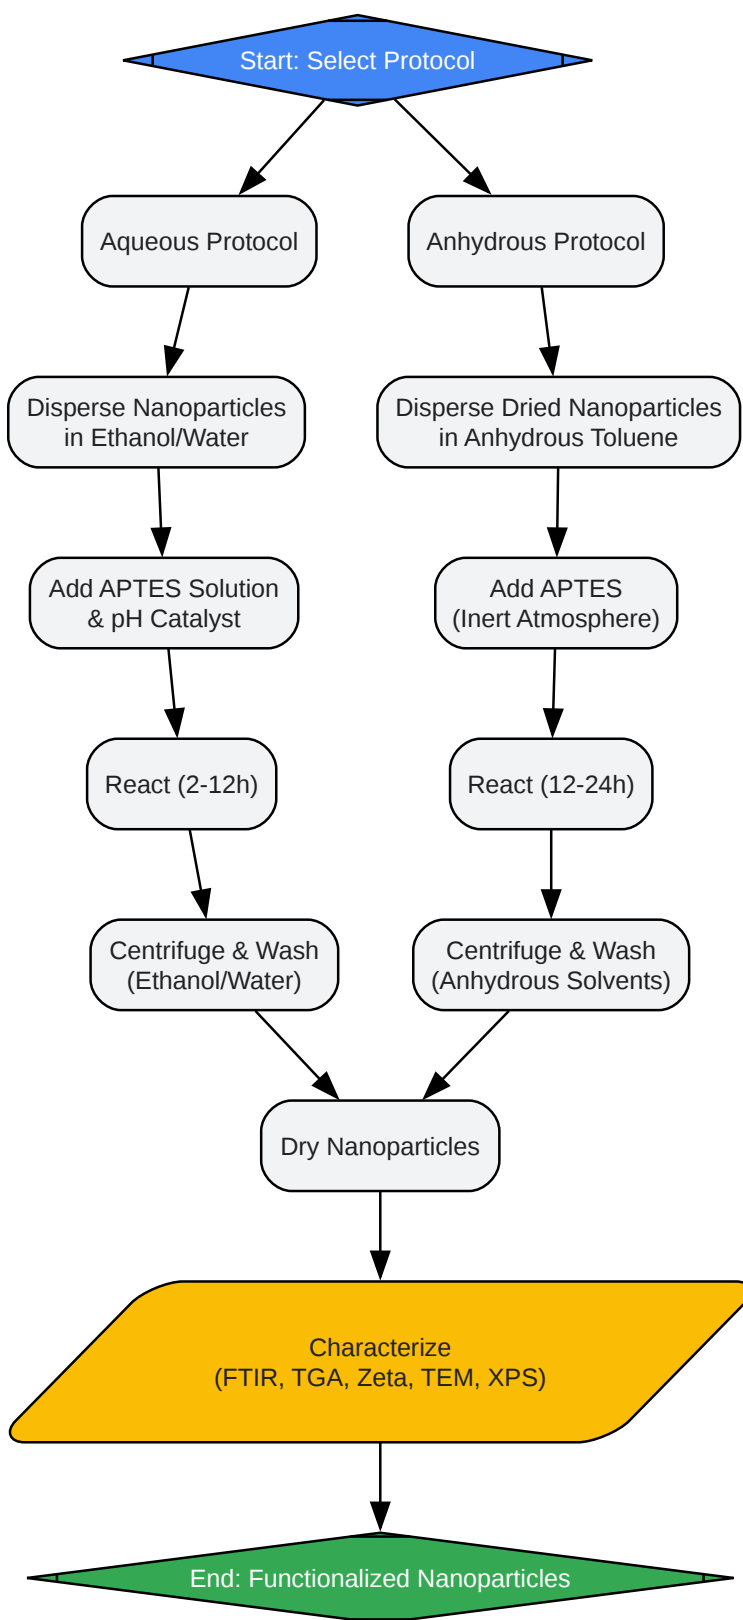 Start: Select Protocol
Aqueous Protocol
Anhydrous Protocol
Disperse Nanoparticles
in Ethanol/Water
Disperse Dried Nanoparticles
in Anhydrous Toluene
Add APTES Solution
& pH Catalyst
Add APTES
(Inert Atmosphere)
React (2-12h)
React (12-24h)
Centrifuge & Wash
(Ethanol/Water)
Centrifuge & Wash
(Anhydrous Solvents)
Dry Nanoparticles
Characterize
(FTIR, TGA, Zeta, TEM, XPS)
End: Functionalized Nanoparticles